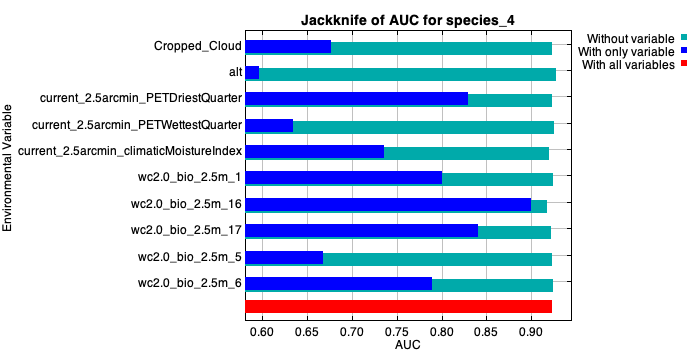 Jackknife of AUC for species_4
Without variable
With only variable
With all variables
Environmental Variable
Cropped_Cloud
alt
current_2.5arcmin_PETDriestQuarter
current_2.5arcmin_PETWettestQuarter
current_2.5arcmin_climaticMoistureIndex
wc2.0_bio_2.5m_1
wc2.0_bio_2.5m_16
wc2.0_bio_2.5m_17
wc2.0_bio_2.5m_5
wc2.0_bio_2.5m_6
0.60 0.65 0.70 0.75 0.80 0.85 0.90
AUC